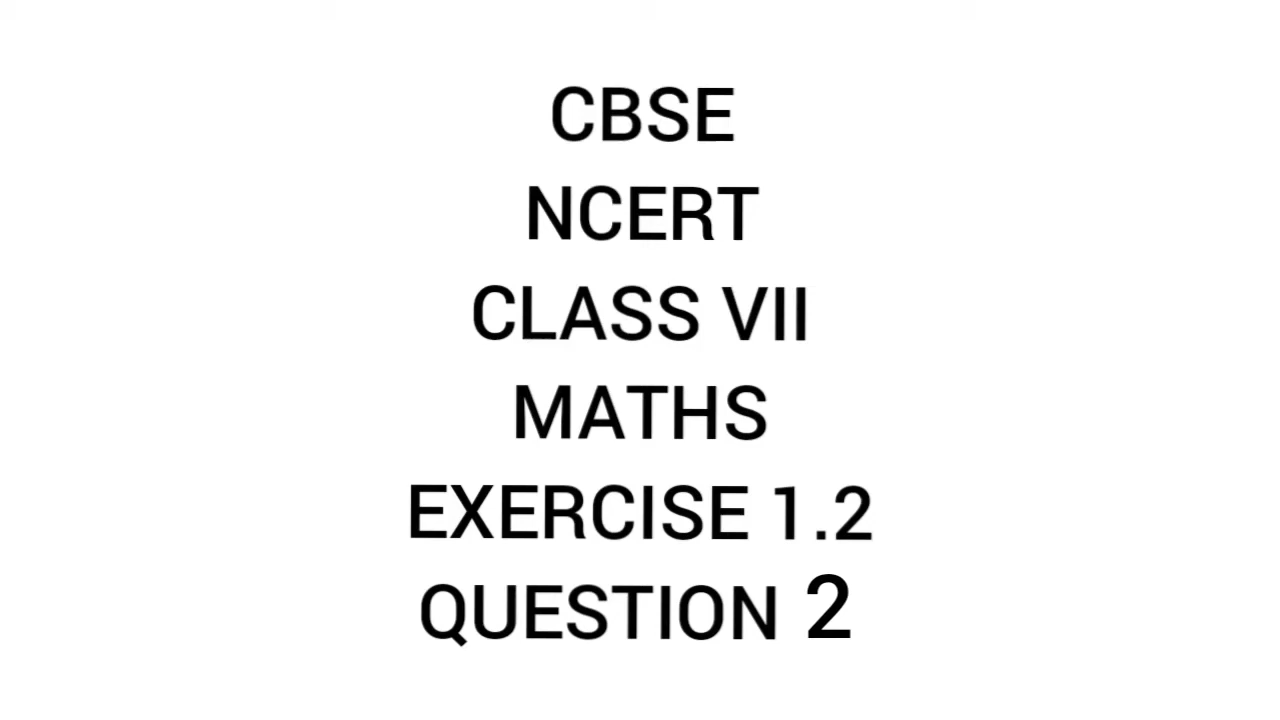 CBSE
NCERT
CLASS VII
MATHS
EXERCISE 1.2
QUESTION 2